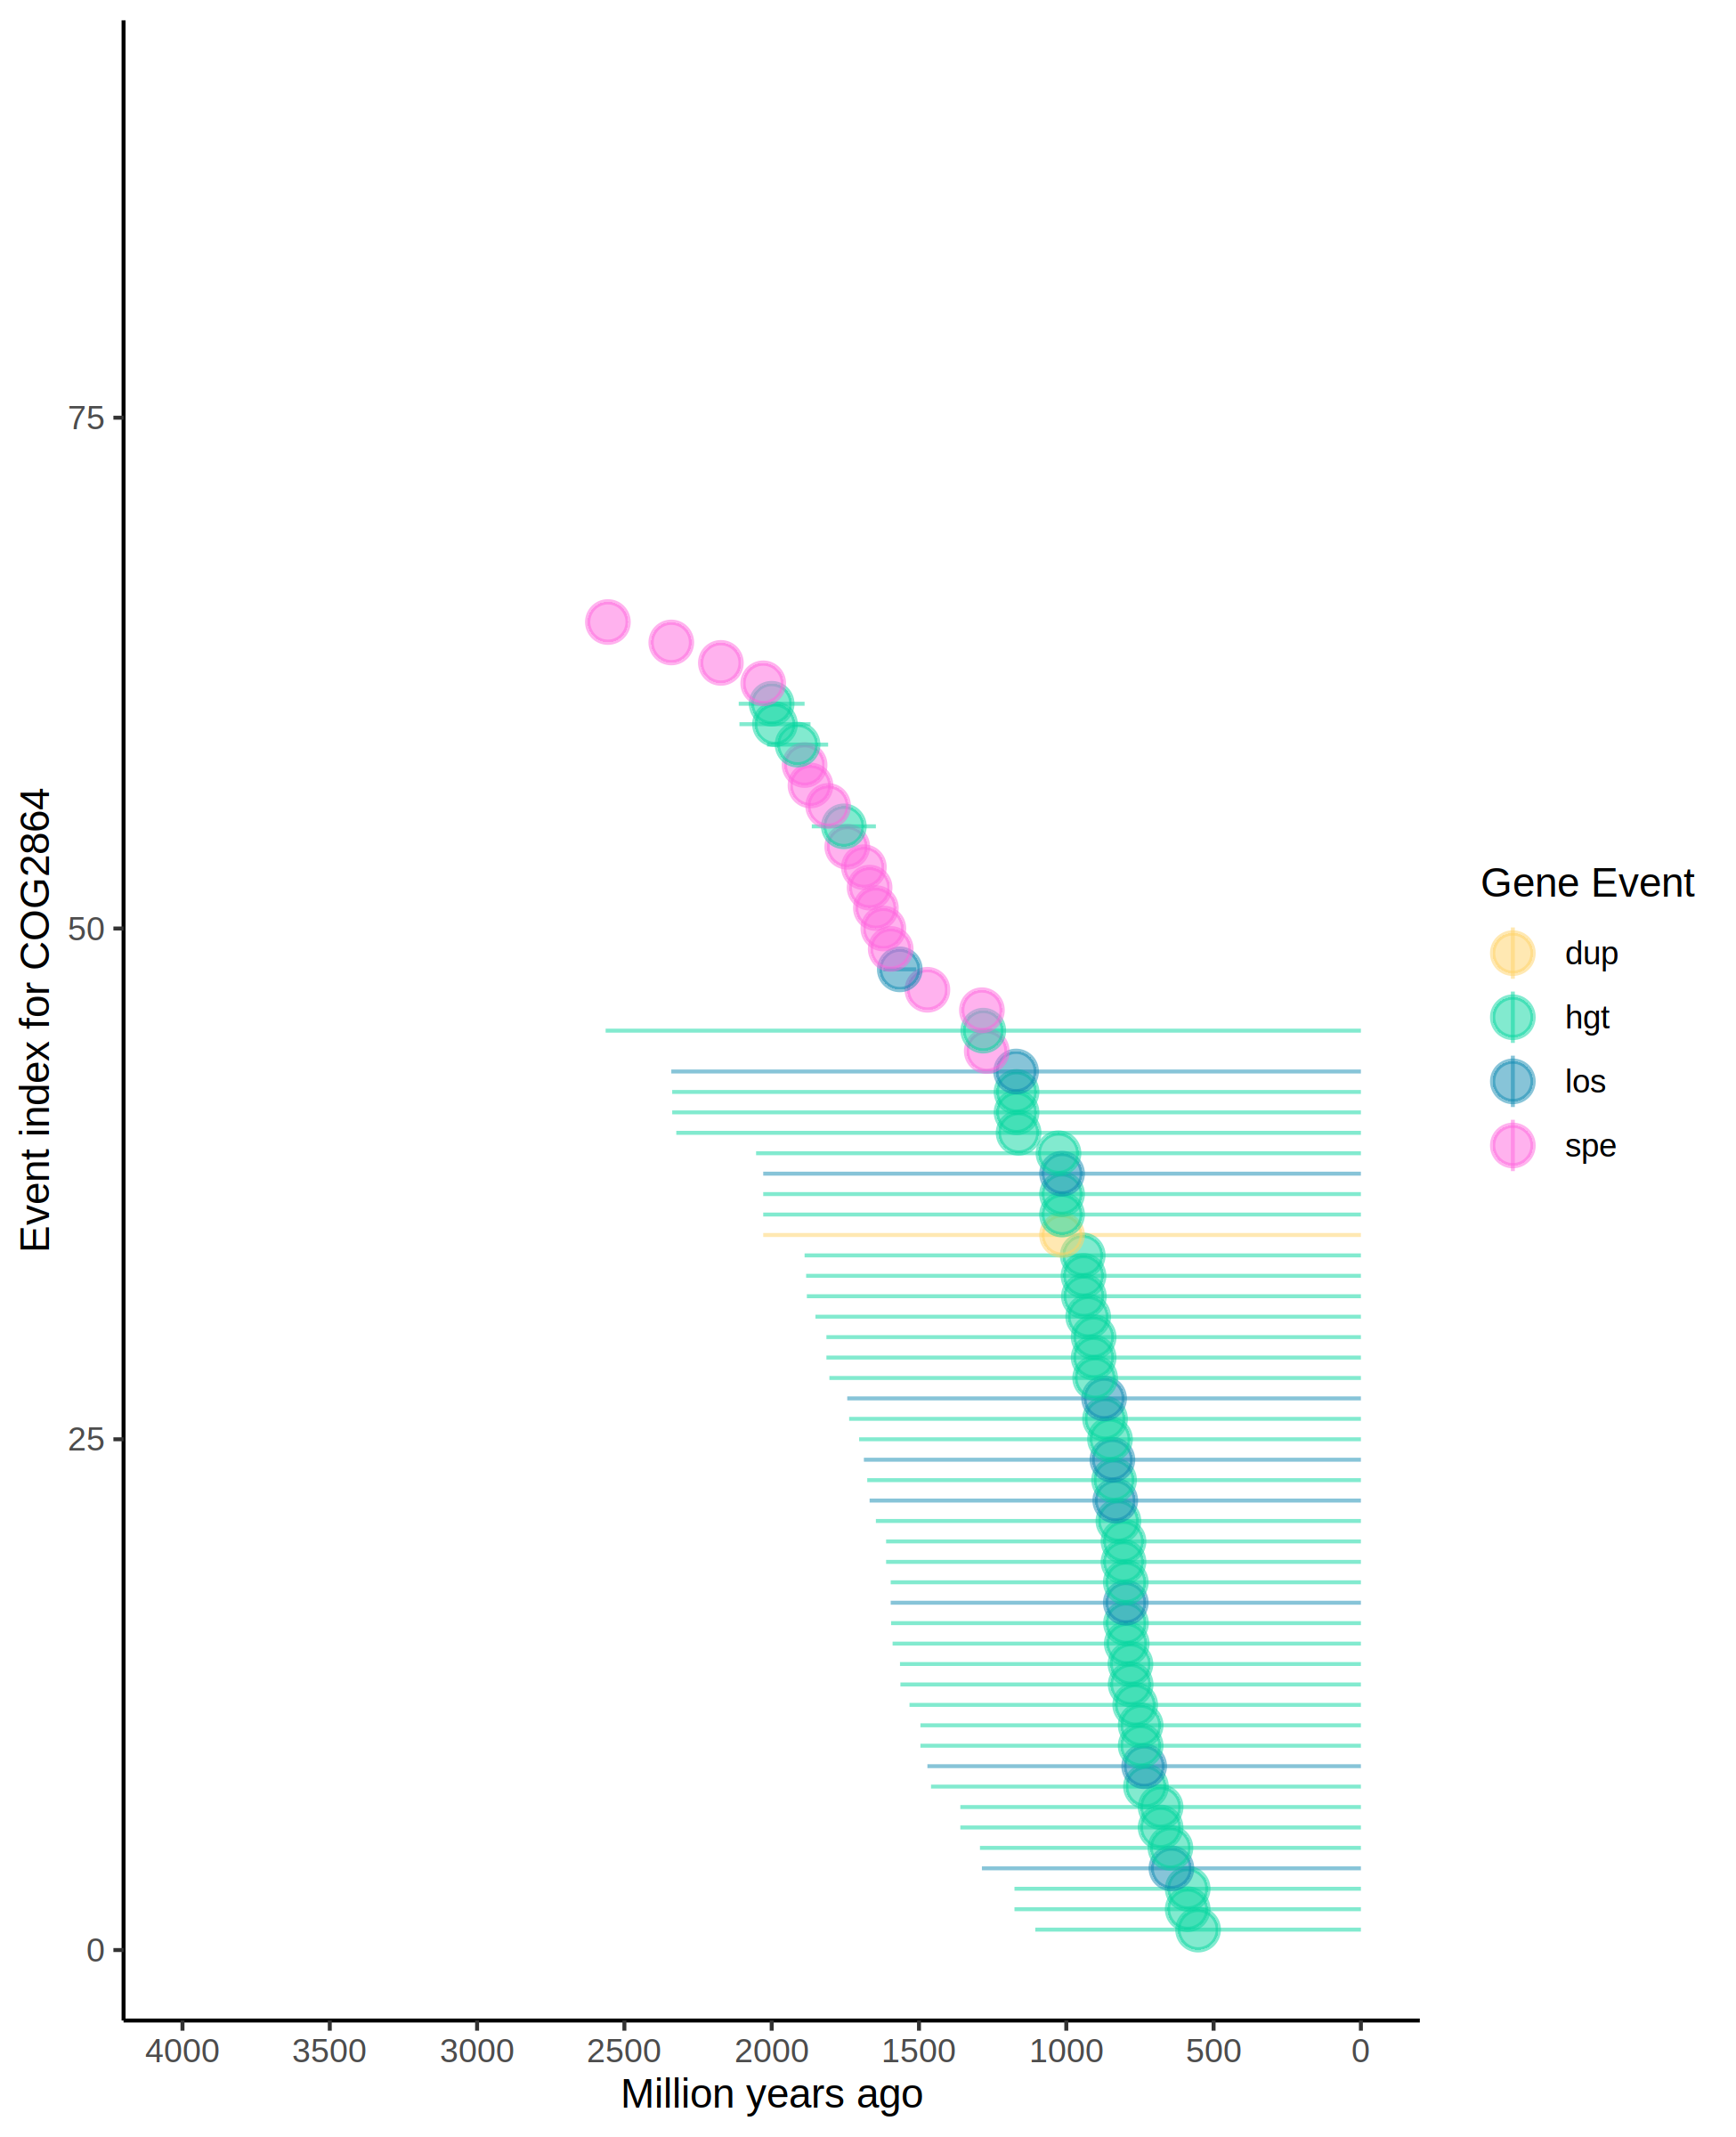 Event index for COG2864
75
50
25
0
4000 3500 3000 2500 2000 1500 1000 500 0
Million years ago
Gene Event
dup
hgt
los
spe